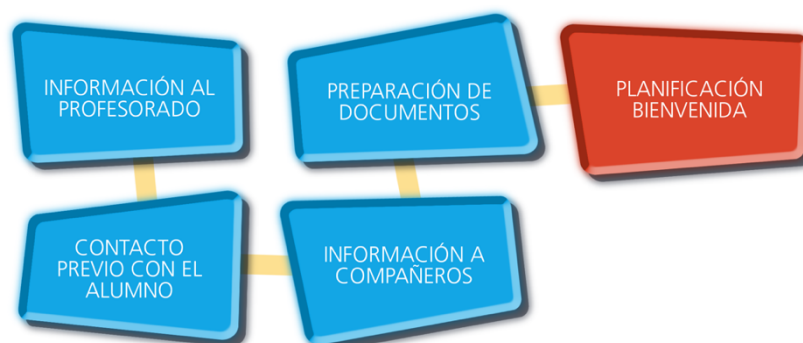 INFORMACIÓN AL
PROFESORADO
CONTACTO
PREVIO CON EL
ALUMNO
INFORMACIÓN A
COMPAÑEROS
PREPARACIÓN DE
DOCUMENTOS
PLANIFICACIÓN
BIENVENIDA